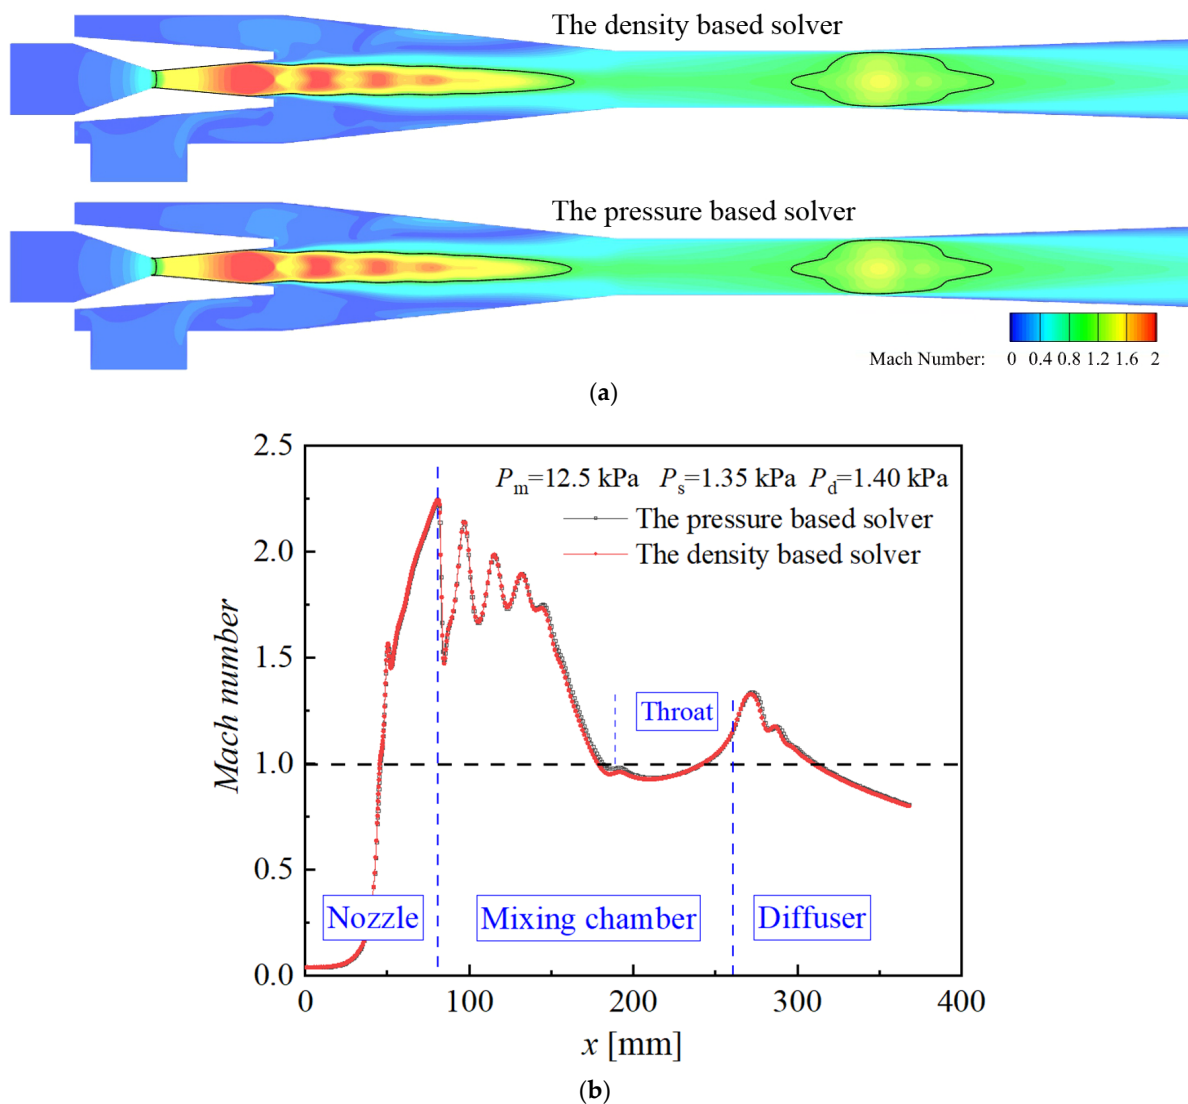 The density based solver
The pressure based solver
Mach Number: 0 0.4 0.8 1.2 1.6 2
(a)
2.5
2.0
1.5
1.0
0.5
0.0
Mach number
Pm=12.5 kPa Ps=1.35 kPa Pd=1.40 kPa
The pressure based solver
The density based solver
Throat
Nozzle
Mixing chamber
Diffuser
0 100 200 300 400
x [mm]
(b)